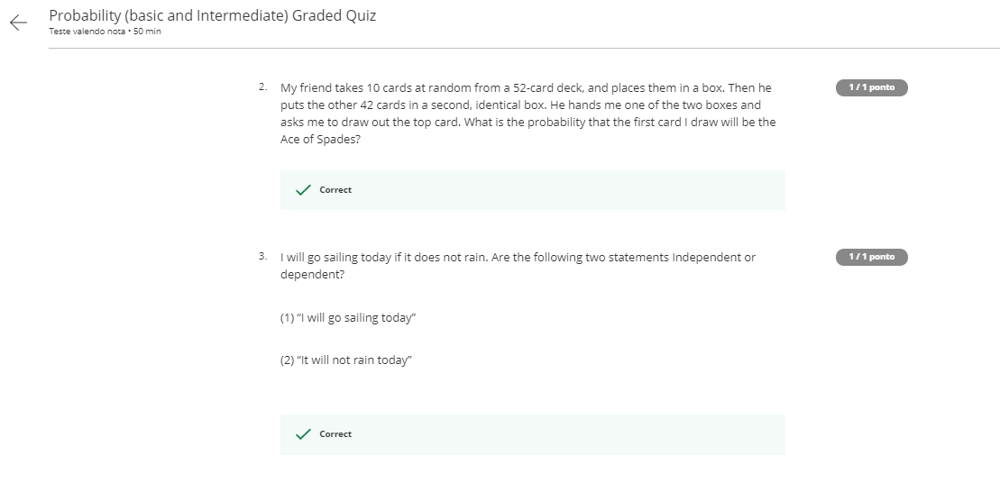 Probability (basic and Intermediate) Graded Quiz
Teste valendo nota • 50 min
2. My friend takes 10 cards at random from a 52-card deck, and places them in a box. Then he
puts the other 42 cards in a second, identical box. He hands me one of the two boxes and
asks me to draw out the top card. What is the probability that the first card I draw will be the
Ace of Spades?
1 / 1 ponto
Correct
3. I will go sailing today if it does not rain. Are the following two statements Independent or
dependent?
1 / 1 ponto
(1) “I will go sailing today”
(2) “It will not rain today”
Correct